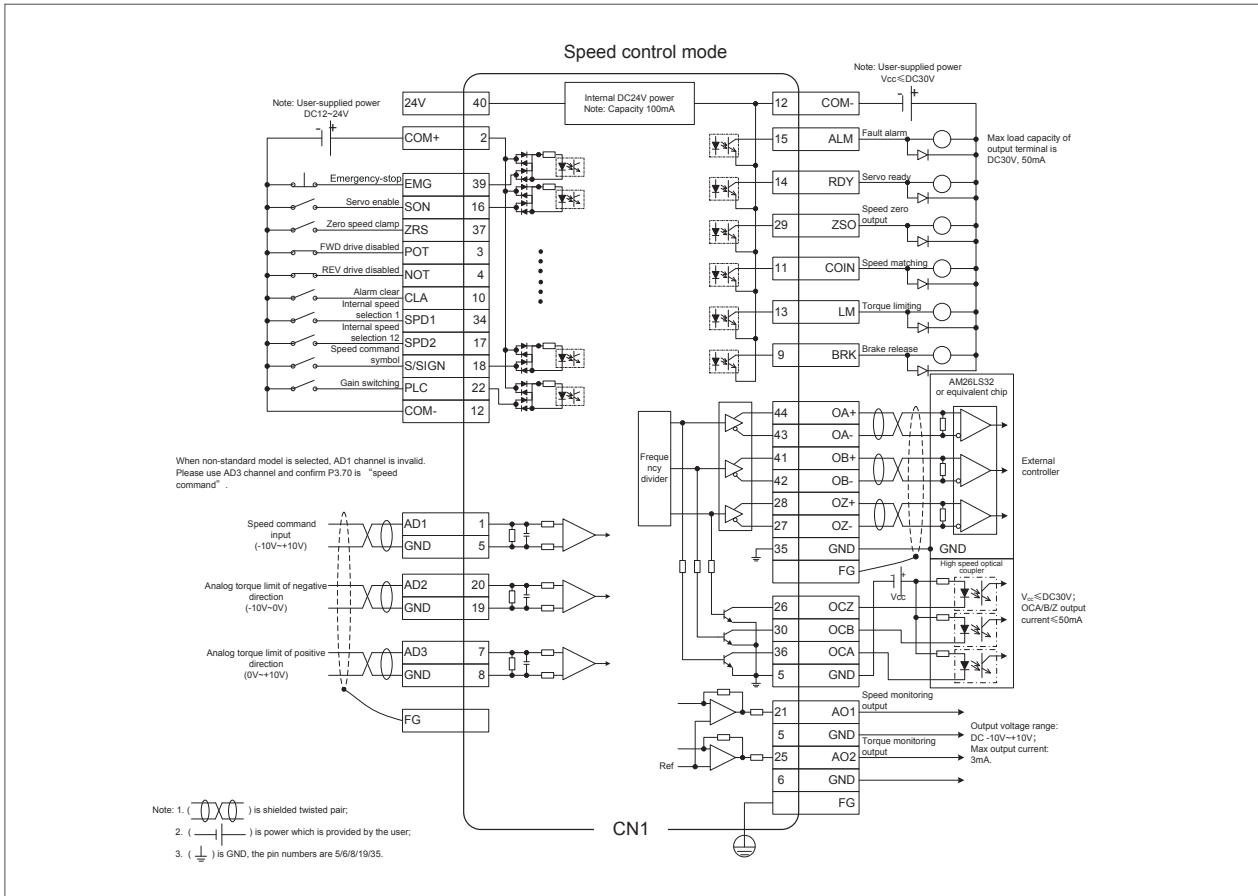 Speed control mode
Note: User-supplied power
DC12~24V
- +
24V 40
COM+ 2
Internal DC24V power
Note: Capacity 100mA
Emergency-stop EMG 39
Servo enable SON 16
Zero speed clamp ZRS 37
FWD drive disabled POT 3
REV drive disabled NOT 4
Alarm clear CLA 10
Internal speed
selection 1 SPD1 34
Internal speed
selection 12 SPD2 17
Speed command
symbol S/SIGN 18
Gain switching PLC 22
COM- 12
When non-standard model is selected, AD1 channel is invalid.
Please use AD3 channel and confirm P3.70 is “speed
command” .
Speed command
input
(-10V~+10V)
AD1 1
GND 5
Analog torque limit of negative
direction
(-10V~0V)
AD2 20
GND 19
Analog torque limit of positive
direction
(0V~+10V)
AD3 7
GND 8
FG
Note: User-supplied power
Vcc≤DC30V
- +
12 COM-
15 ALM Fault alarm
14 RDY Servo ready
29 ZSO Speed zero
output
11 COIN Speed matching
13 LM Torque limiting
9 BRK Brake release
Max load capacity of
output terminal is
DC30V, 50mA
Freque
ncy
divider
44 OA+
43 OA-
41 OB+
42 OB-
28 OZ+
27 OZ-
35 GND
FG
AM26LS32
or equivalent chip
External
controller
GND
High speed optical
coupler
- +
Vcc
26 OCZ
30 OCB
36 OCA
5 GND
Vcc≤DC30V;
OCA/B/Z output
current≤50mA
Ref
21 AO1 Speed monitoring
output
5 GND
25 AO2 Torque monitoring
output
6 GND
FG
Output voltage range:
DC -10V~+10V;
Max output current:
3mA.
CN1
Note: 1. ( ) is shielded twisted pair;
2. ( ) is power which is provided by the user;
3. ( ) is GND, the pin numbers are 5/6/8/19/35.